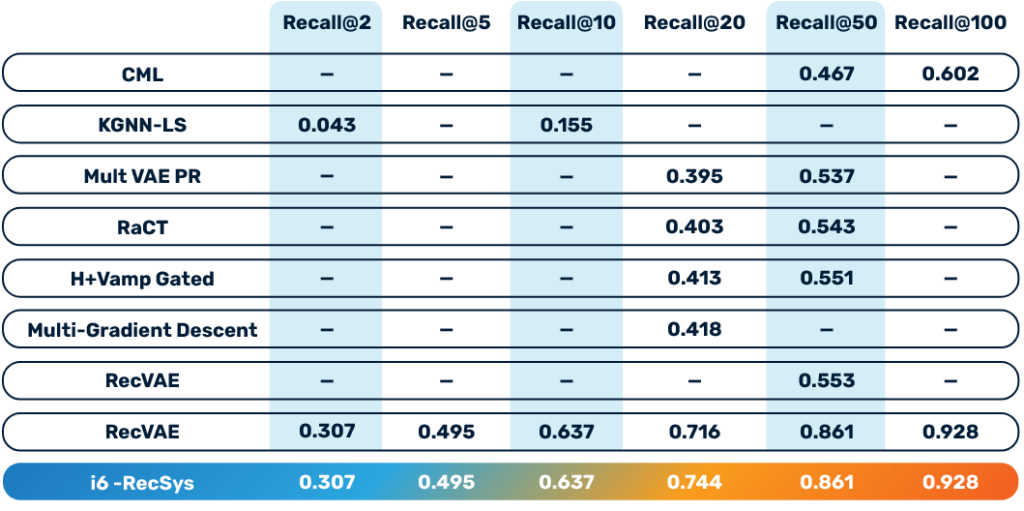 Recall@2 Recall@5 Recall@10 Recall@20 Recall@50 Recall@100
CML – – – – 0.467 0.602
KGNN-LS 0.043 – 0.155 – – –
Mult VAE PR – – – 0.395 0.537 –
RaCT – – – 0.403 0.543 –
H+Vamp Gated – – – 0.413 0.551 –
Multi-Gradient Descent – – – 0.418 – –
RecVAE – – – – 0.553 –
RecVAE 0.307 0.495 0.637 0.716 0.861 0.928
i6 -RecSys 0.307 0.495 0.637 0.744 0.861 0.928